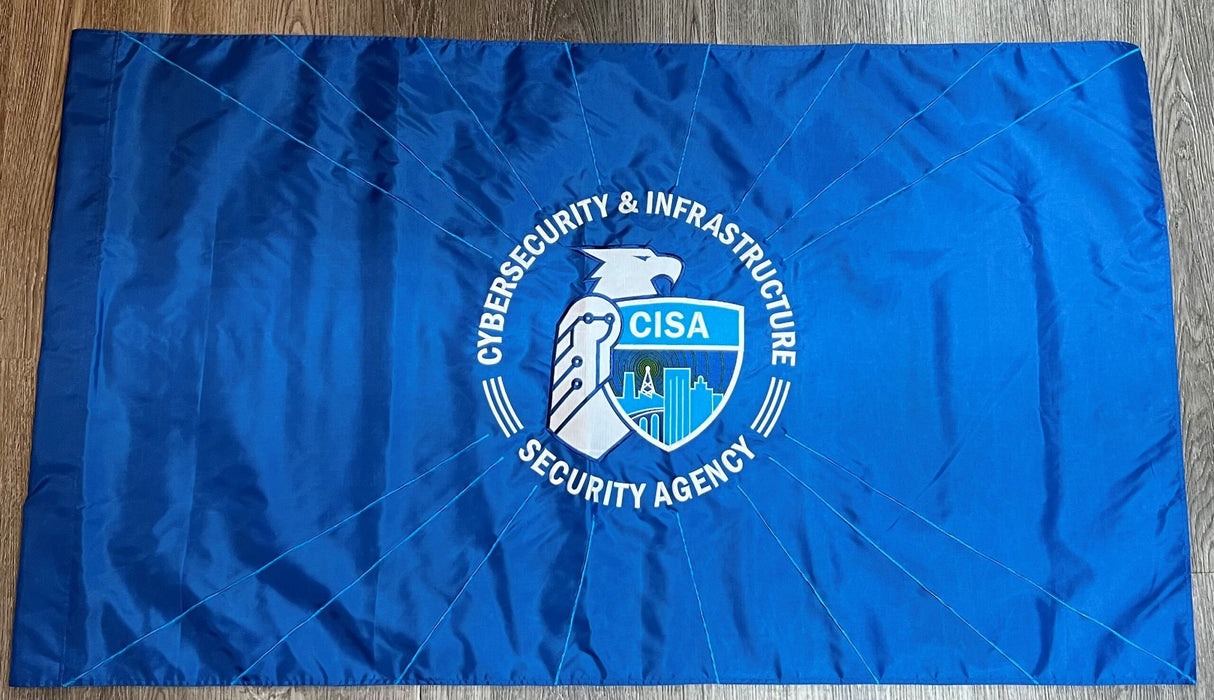 CYBERSECURITY & INFRASTRUCTURE
CISA
SECURITY AGENCY